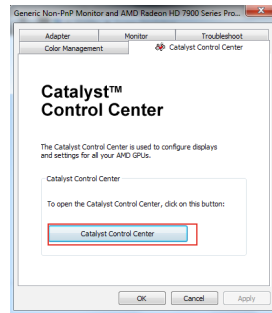 Generic Non-PnP Monitor and AMD Radeon HD 7900 Series Pro...
Adapter Monitor Troubleshoot
Color Management Catalyst Control Center
Catalyst™
Control Center
The Catalyst Control Center is used to configure displays
and settings for all your AMD GPUs.
Catalyst Control Center
To open the Catalyst Control Center, click on this button:
Catalyst Control Center
OK Cancel Apply